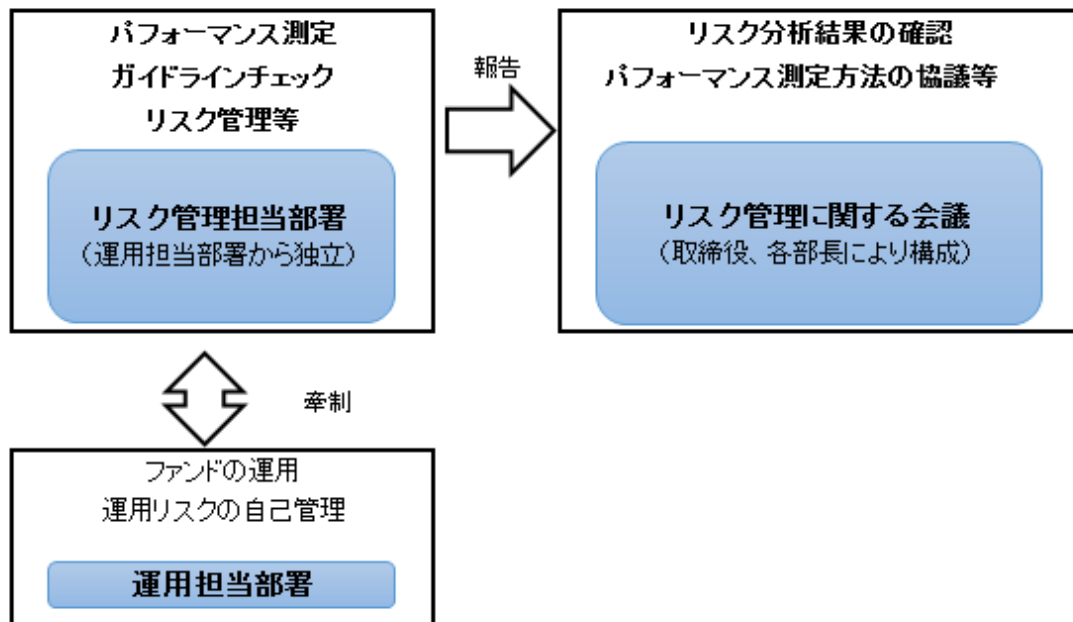 パフォーマンス測定
ガイドラインチェック
リスク管理等
リスク管理担当部署
（運用担当部署から独立）
報告
リスク分析結果の確認
パフォーマンス測定方法の協議等
リスク管理に関する会議
（取締役、各部長により構成）
牽制
ファンドの運用
運用リスクの自己管理
運用担当部署